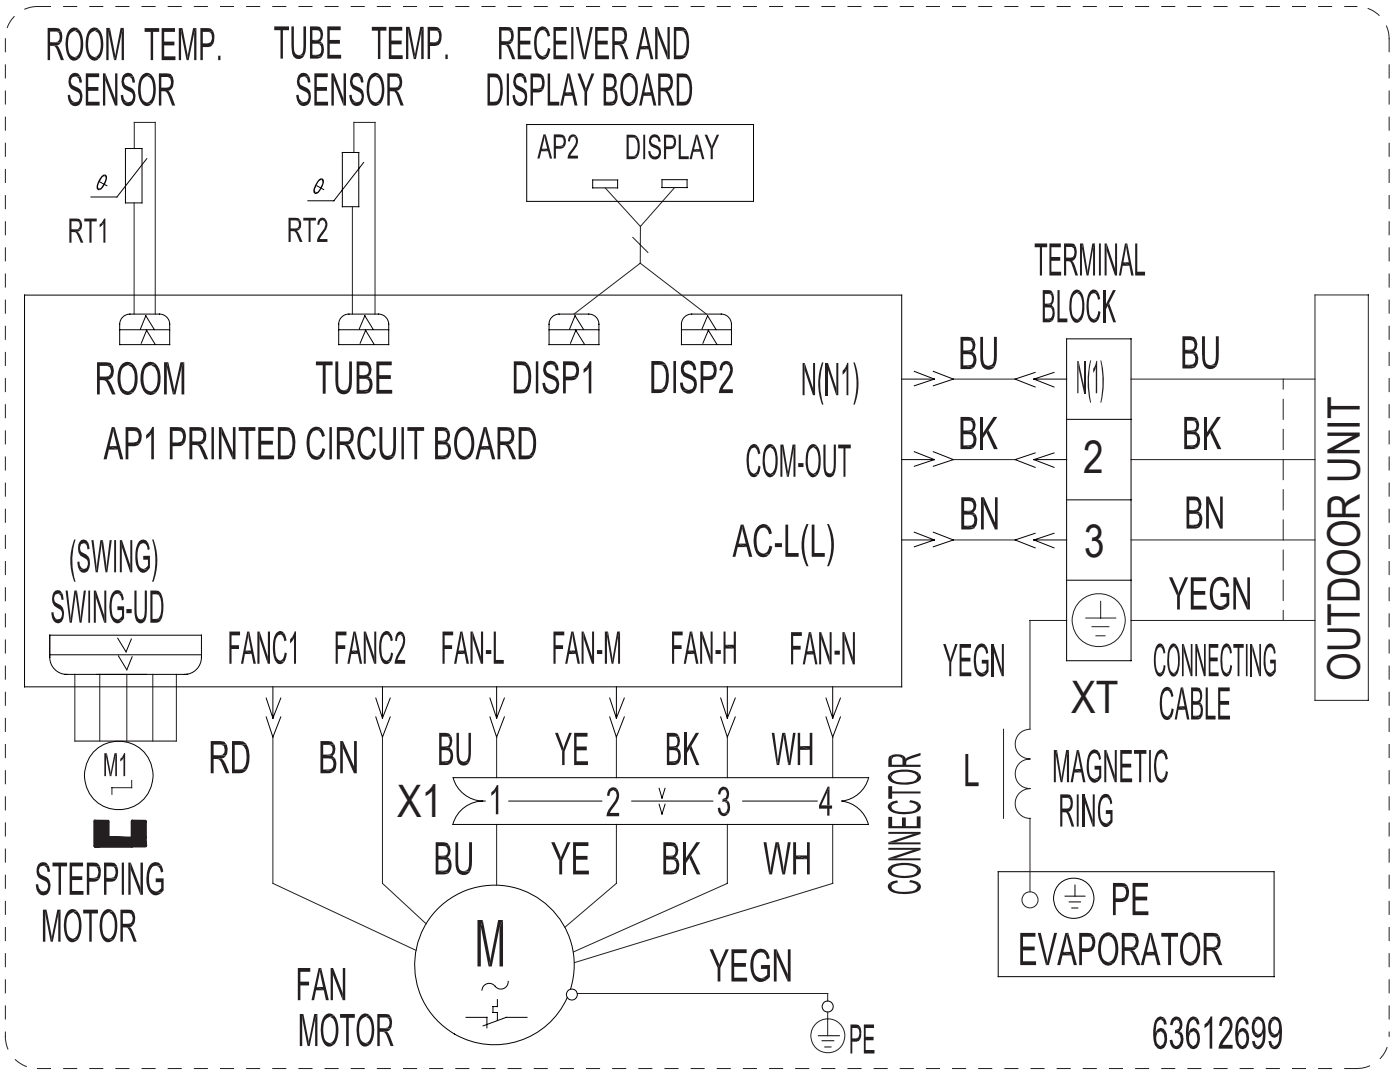 ROOM TEMP.
SENSOR
TUBE TEMP.
SENSOR
RECEIVER AND
DISPLAY BOARD
AP2 DISPLAY
θ
RT1
θ
RT2
TERMINAL
BLOCK
ROOM
TUBE
DISP1
DISP2
N(N1)
BU
N(1)
BU
AP1 PRINTED CIRCUIT BOARD
COM-OUT
BK
2
BK
AC-L(L)
BN
3
BN
OUTDOOR UNIT
(SWING)
SWING-UD
YEGN
FANC1
FANC2
FAN-L
FAN-M
FAN-H
FAN-N
YEGN
XT
CONNECTING
CABLE
RD
BN
BU
YE
BK
WH
M1
X1
1
2
3
4
CONNECTOR
L
MAGNETIC
RING
BU
YE
BK
WH
STEPPING
MOTOR
M
~
FAN
MOTOR
YEGN
PE
PE
EVAPORATOR
63612699